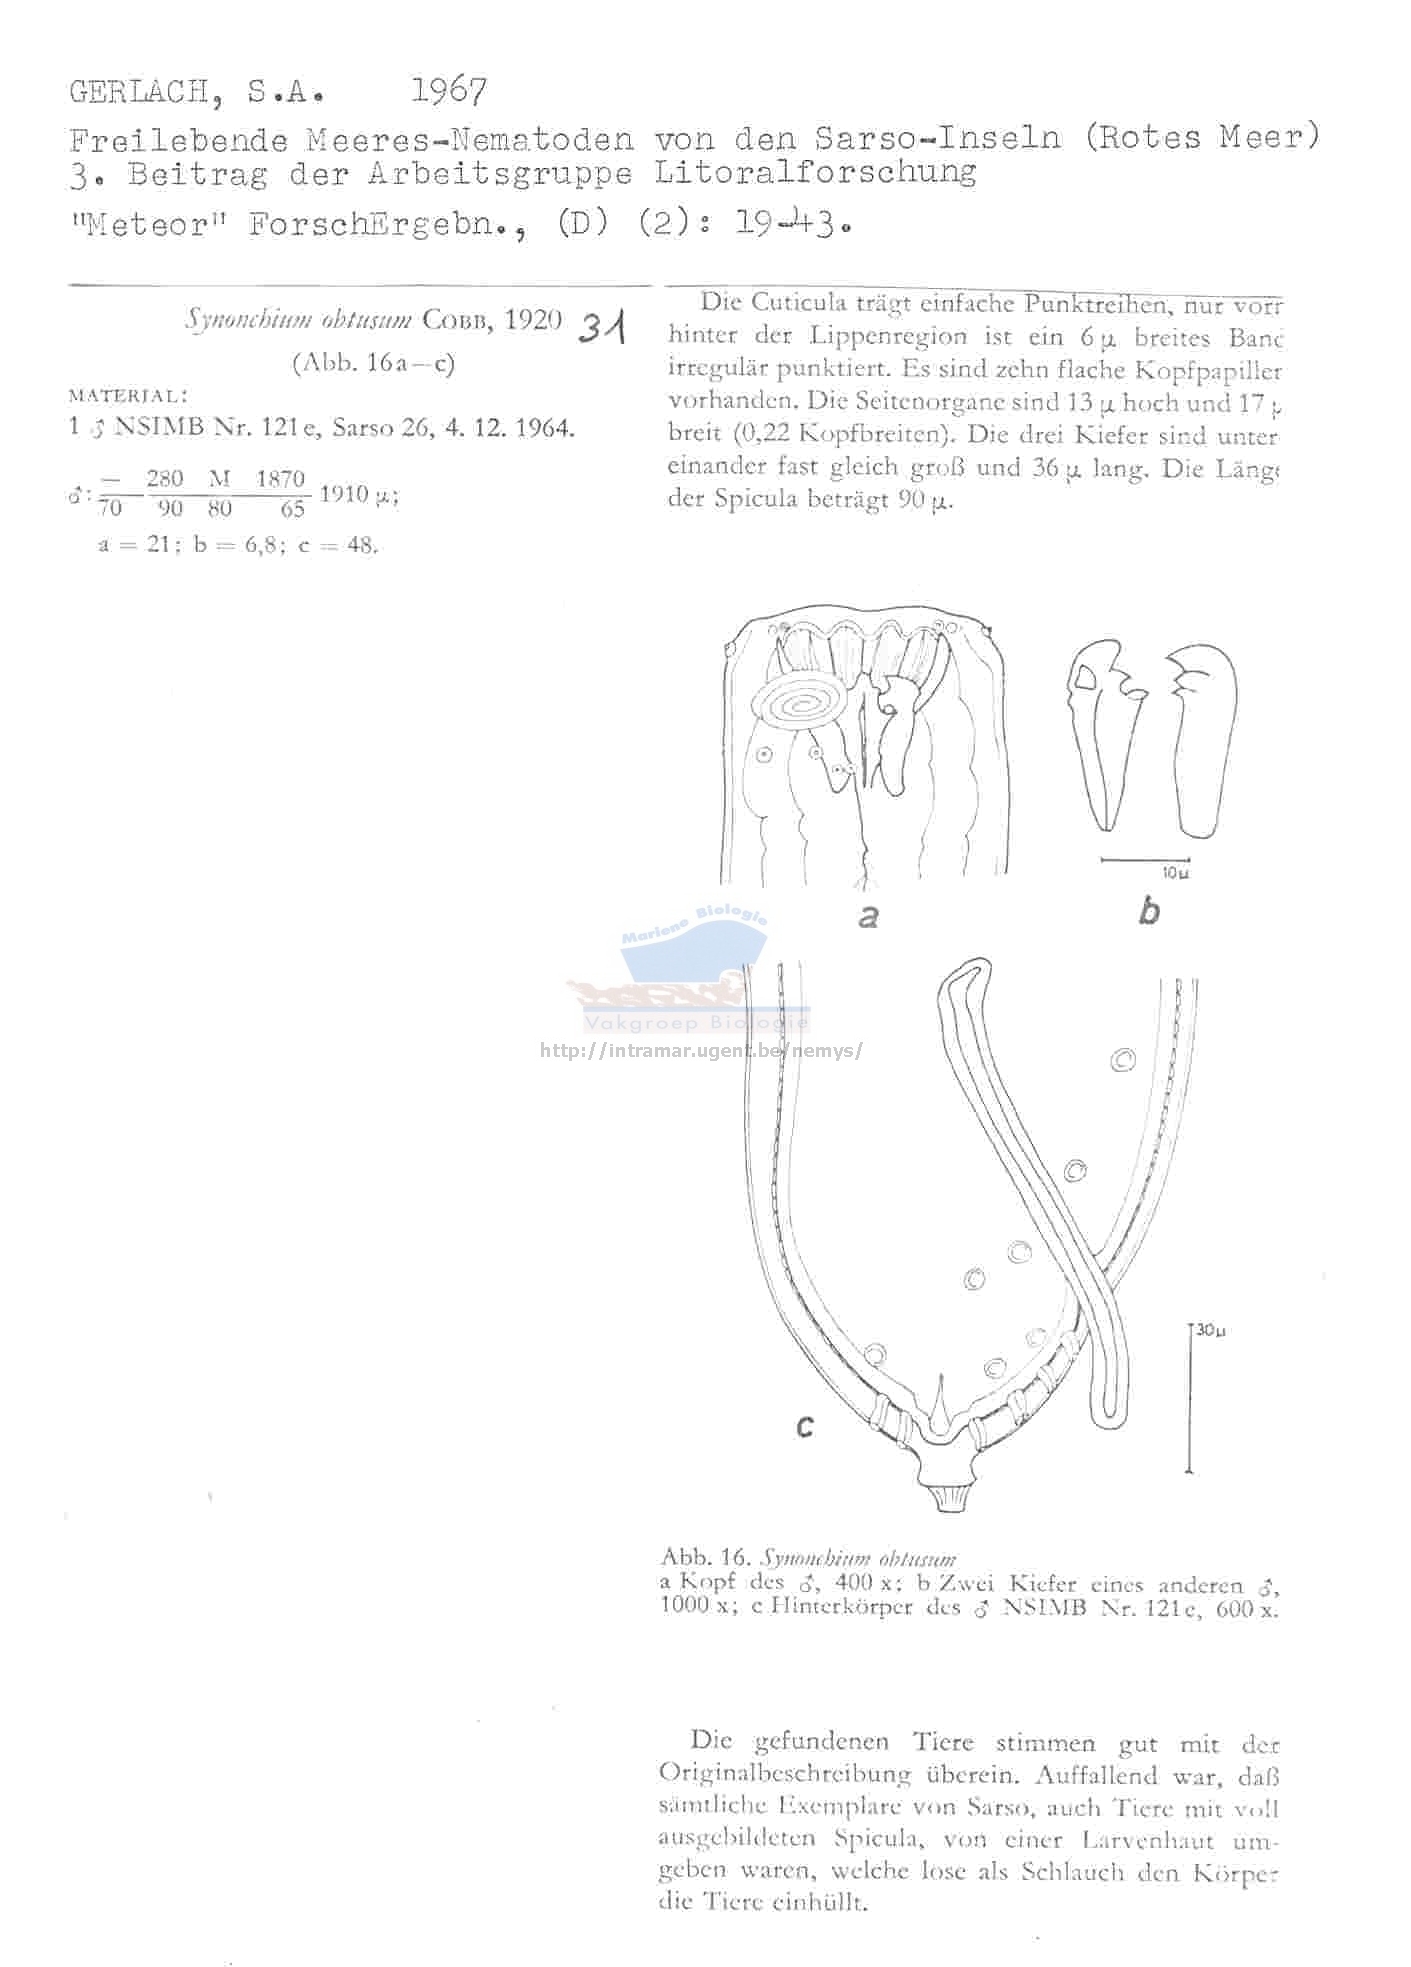 GERLACH, S.A. 1967
Freilebende Meeres-Nematoden von den Sarso-Inseln (Rotes Meer)
3. Beitrag der Arbeitsgruppe Litoralforschung
"Meteor" ForschErgebn., (D) (2): 19-43.
Synonchium obtusum COBB, 1920 31
(Abb. 16a—c)
MATERIAL:
1 ♂ NSIMB Nr. 121e, Sarso 26, 4. 12. 1964.
— 280 M 1870
♂: 1910 µ;
70 90 80 65
a = 21; b = 6,8; c = 48.
Die Cuticula trägt einfache Punktreihen, nur vorr
hinter der Lippenregion ist ein 6 µ breites Banc
irregulär punktiert. Es sind zehn flache Kopfpapiller
vorhanden. Die Seitenorgane sind 13 µ hoch und 17 µ
breit (0,22 Kopfbreiten). Die drei Kiefer sind unter
einander fast gleich groß und 36 µ lang. Die Länge
der Spicula beträgt 90 µ.
10µ
a
b
Mariene Biologie
Vakgroep Biologie
http://intramar.ugent.be/nemys/
30µ
c
Abb. 16. Synonchium obtusum
a Kopf des ♂, 400 x; b Zwei Kiefer eines anderen ♂,
1000 x; c Hinterkörper des ♂ NSIMB Nr. 121e, 600 x.
Die gefundenen Tiere stimmen gut mit der
Originalbeschreibung überein. Auffallend war, daß
sämtliche Exemplare von Sarso, auch Tiere mit voll
ausgebildeten Spicula, von einer Larvenhaut um-
geben waren, welche lose als Schlauch den Körper
die Tiere einhüllt.